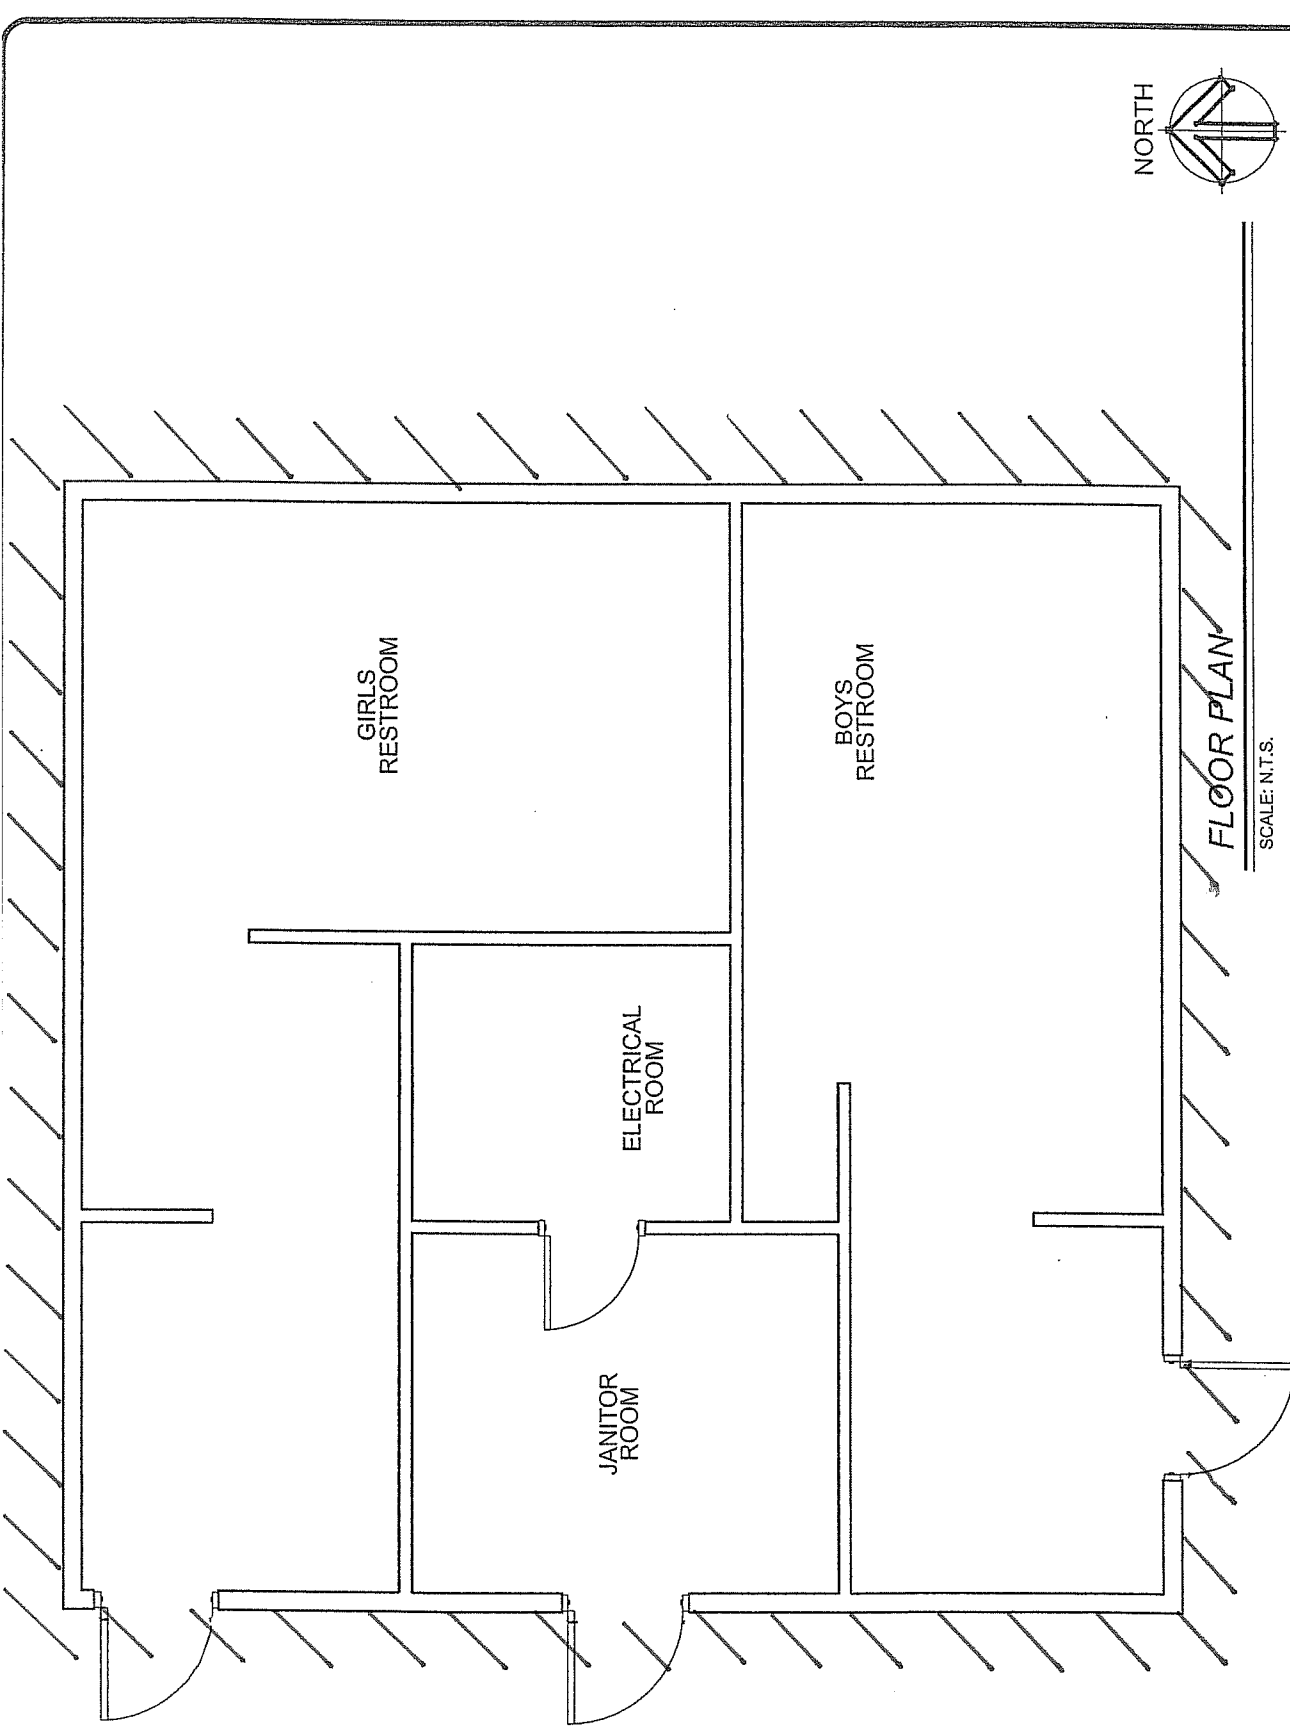 GIRLS
RESTROOM
ELECTRICAL
ROOM
JANITOR
ROOM
BOYS
RESTROOM
NORTH
FLOOR PLAN
SCALE: N.T.S.